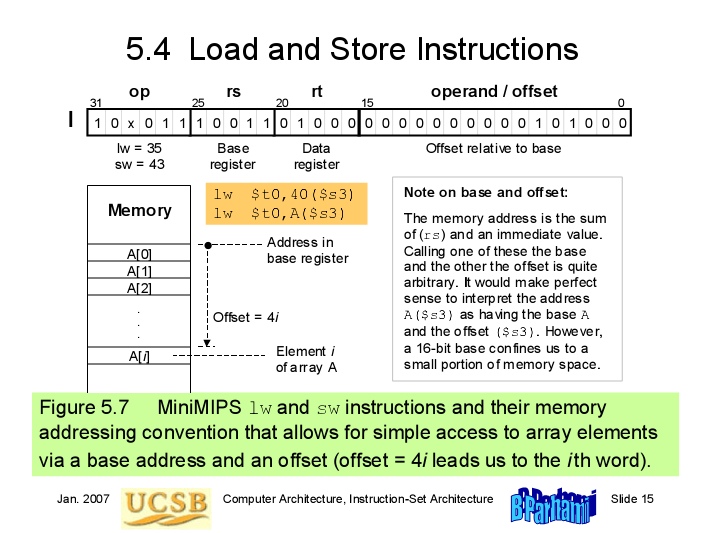 5.4 Load and Store Instructions
op rs rt operand / offset
31 25 20 15 0
I 1 0 x 0 1 1 1 0 0 1 1 0 1 0 0 0 0 0 0 0 0 0 0 0 0 0 1 0 1 0 0 0
lw = 35 Base Data Offset relative to base
sw = 43 register register
lw $t0,40($s3)
lw $t0,A($s3)
Memory
A[0]
A[1]
A[2]
.
.
.
A[i]
Address in
base register
Offset = 4i
Element i
of array A
Note on base and offset:
The memory address is the sum
of (rs) and an immediate value.
Calling one of these the base
and the other the offset is quite
arbitrary. It would make perfect
sense to interpret the address
A($s3) as having the base A
and the offset ($s3). However,
a 16-bit base confines us to a
small portion of memory space.
Figure 5.7 MiniMIPS lw and sw instructions and their memory
addressing convention that allows for simple access to array elements
via a base address and an offset (offset = 4i leads us to the ith word).
Jan. 2007 UCSB Computer Architecture, Instruction-Set Architecture B. Parhami Slide 15